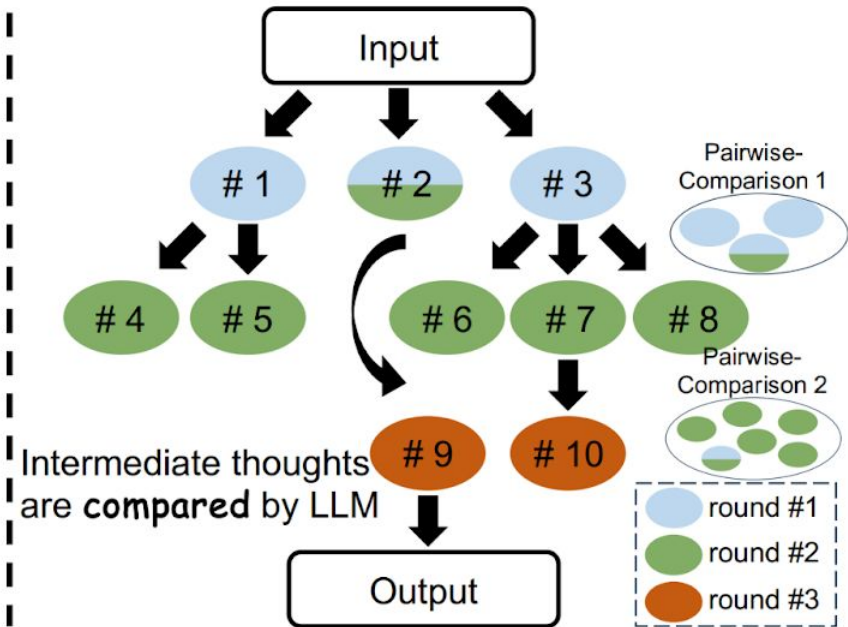 Input
# 1
# 2
# 3
Pairwise-
Comparison 1
# 4
# 5
# 6
# 7
# 8
Pairwise-
Comparison 2
# 9
# 10
Intermediate thoughts
are compared by LLM
round #1
round #2
round #3
Output